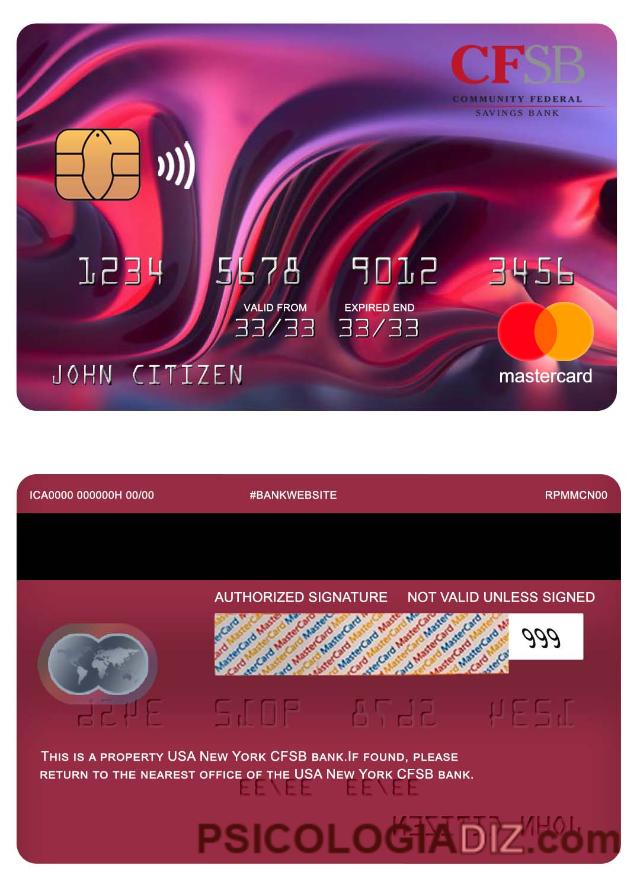 CFSB
COMMUNITY FEDERAL
SAVINGS BANK
1234 5678 9012 3456
VALID FROM EXPIRED END
33/33 33/33
JOHN CITIZEN
mastercard
ICA0000 000000H 00/00 #BANKWEBSITE RPMMCN00
AUTHORIZED SIGNATURE NOT VALID UNLESS SIGNED
MasterCard MasterCard MasterCard
999
THIS IS A PROPERTY USA NEW YORK CFSB BANK.IF FOUND, PLEASE
RETURN TO THE NEAREST OFFICE OF THE USA NEW YORK CFSB BANK.
PSICOLOGIADIZ.com